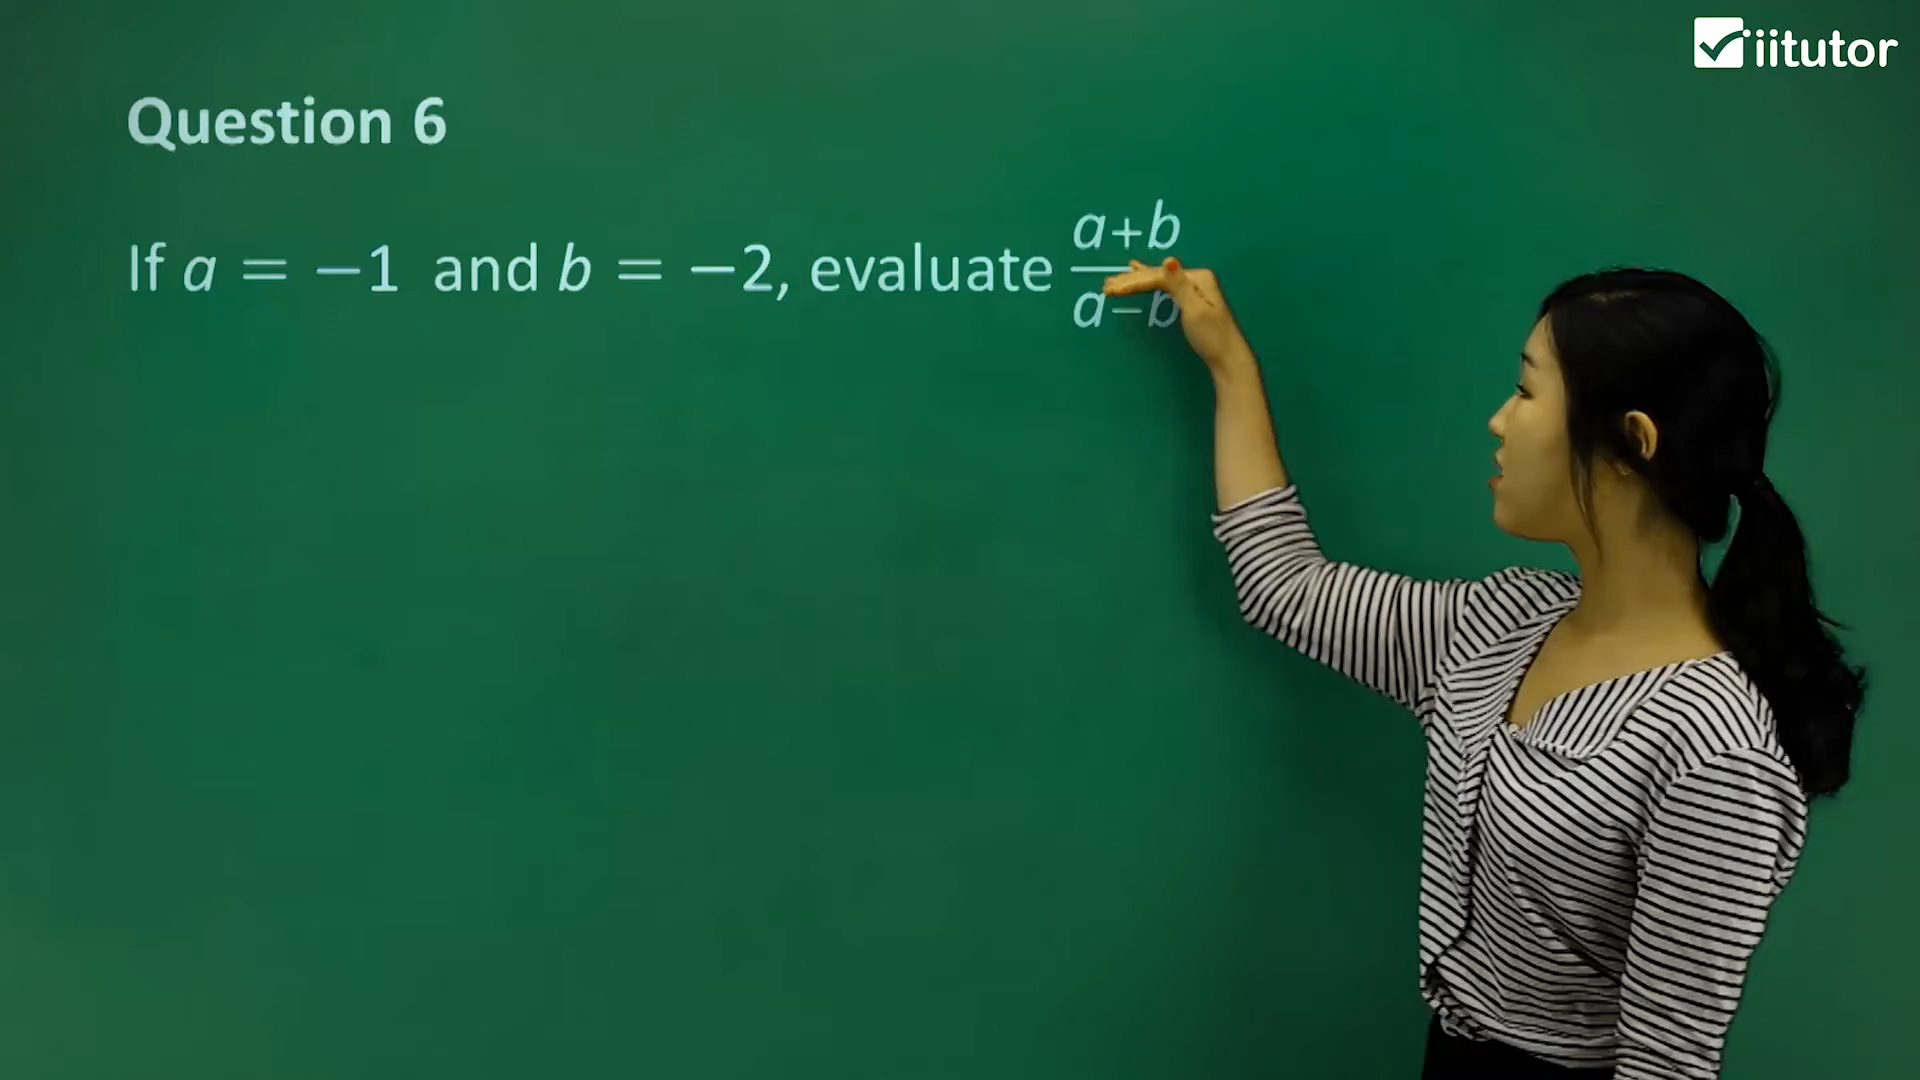 iitutor
Question 6
If a = −1 and b = −2, evaluate a+b
a−b